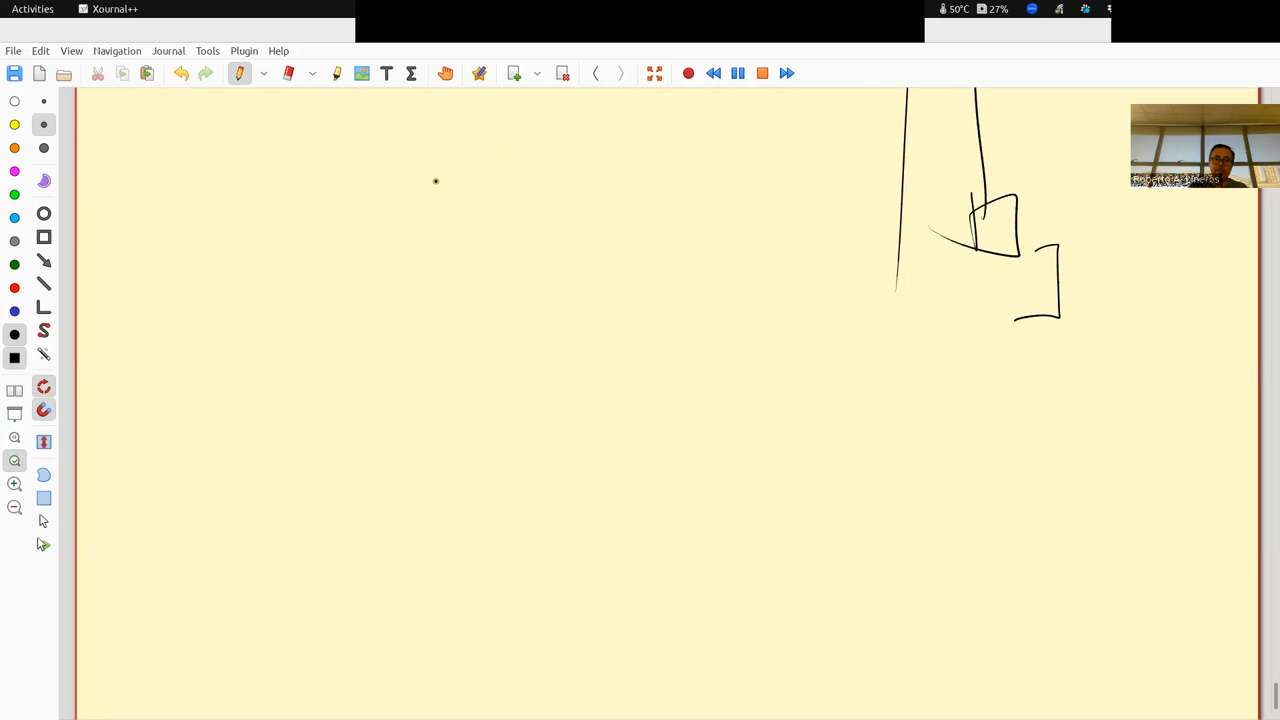 Activities Xournal++ 50°C 27%
File Edit View Navigation Journal Tools Plugin Help